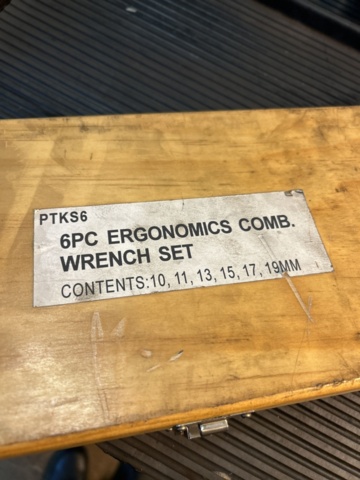 PTKS6
6PC ERGONOMICS COMB.
WRENCH SET
CONTENTS:10, 11, 13, 15, 17, 19MM